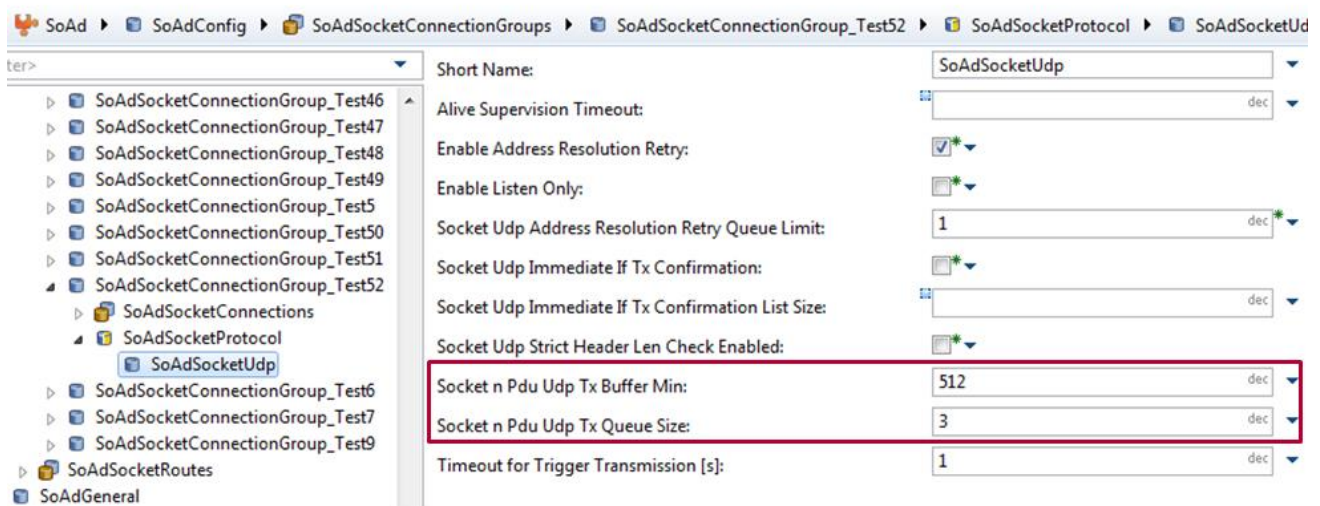 SoAd SoAdConfig SoAdSocketConnectionGroups SoAdSocketConnectionGroup_Test52 SoAdSocketProtocol SoAdSocketUd
ter>
SoAdSocketConnectionGroup_Test46
SoAdSocketConnectionGroup_Test47
SoAdSocketConnectionGroup_Test48
SoAdSocketConnectionGroup_Test49
SoAdSocketConnectionGroup_Test5
SoAdSocketConnectionGroup_Test50
SoAdSocketConnectionGroup_Test51
SoAdSocketConnectionGroup_Test52
SoAdSocketConnections
SoAdSocketProtocol
SoAdSocketUdp
SoAdSocketConnectionGroup_Test6
SoAdSocketConnectionGroup_Test7
SoAdSocketConnectionGroup_Test9
SoAdSocketRoutes
SoAdGeneral
Short Name: SoAdSocketUdp
Alive Supervision Timeout: dec
Enable Address Resolution Retry:
Enable Listen Only:
Socket Udp Address Resolution Retry Queue Limit: 1 dec
Socket Udp Immediate If Tx Confirmation:
Socket Udp Immediate If Tx Confirmation List Size: dec
Socket Udp Strict Header Len Check Enabled:
Socket n Pdu Udp Tx Buffer Min: 512 dec
Socket n Pdu Udp Tx Queue Size: 3 dec
Timeout for Trigger Transmission [s]: 1 dec